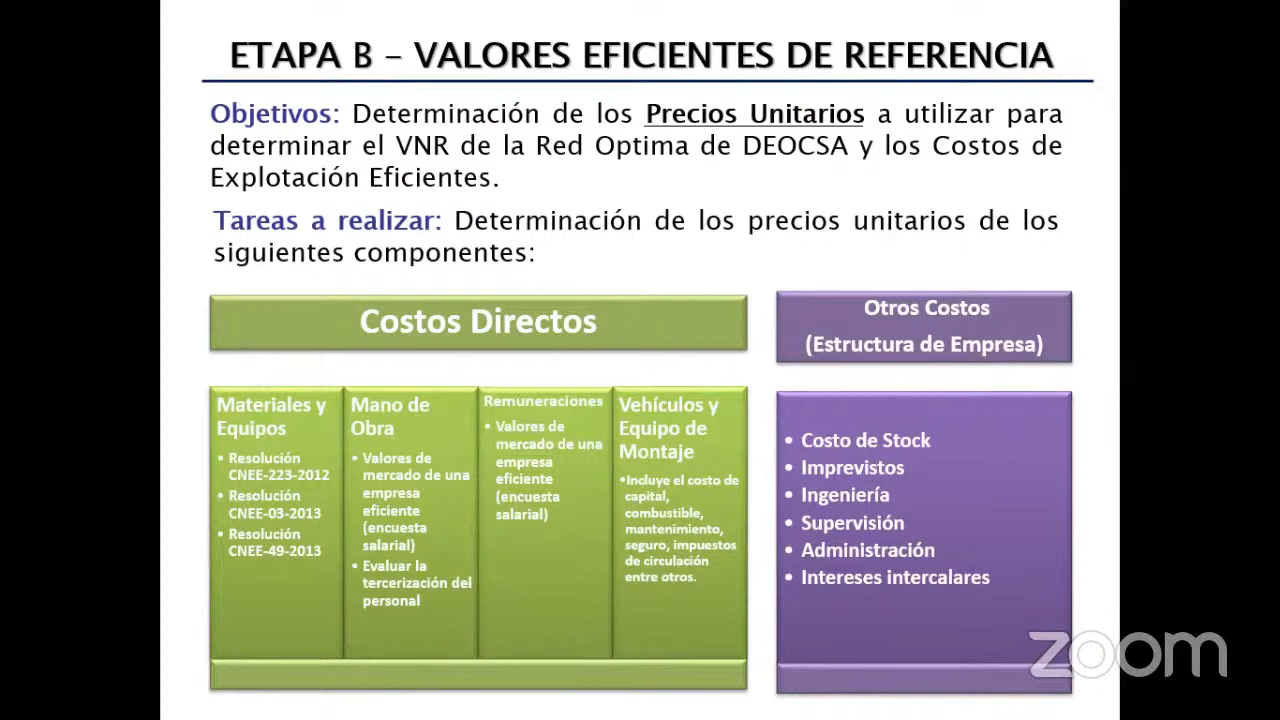 ETAPA B – VALORES EFICIENTES DE REFERENCIA
Objetivos: Determinación de los Precios Unitarios a utilizar para
determinar el VNR de la Red Optima de DEOCSA y los Costos de
Explotación Eficientes.
Tareas a realizar: Determinación de los precios unitarios de los
siguientes componentes:
Costos Directos
Materiales y
Equipos
• Resolución
CNEE-223-2012
• Resolución
CNEE-03-2013
• Resolución
CNEE-49-2013
Mano de
Obra
• Valores de
mercado de una
empresa
eficiente
(encuesta
salarial)
• Evaluar la
tercerización del
personal
Remuneraciones
• Valores de
mercado de una
empresa
eficiente
(encuesta
salarial)
Vehículos y
Equipo de
Montaje
•Incluye el costo de
capital,
combustible,
mantenimiento,
seguro, impuestos
de circulación
entre otros.
Otros Costos
(Estructura de Empresa)
• Costo de Stock
• Imprevistos
• Ingeniería
• Supervisión
• Administración
• Intereses intercalares
zoom